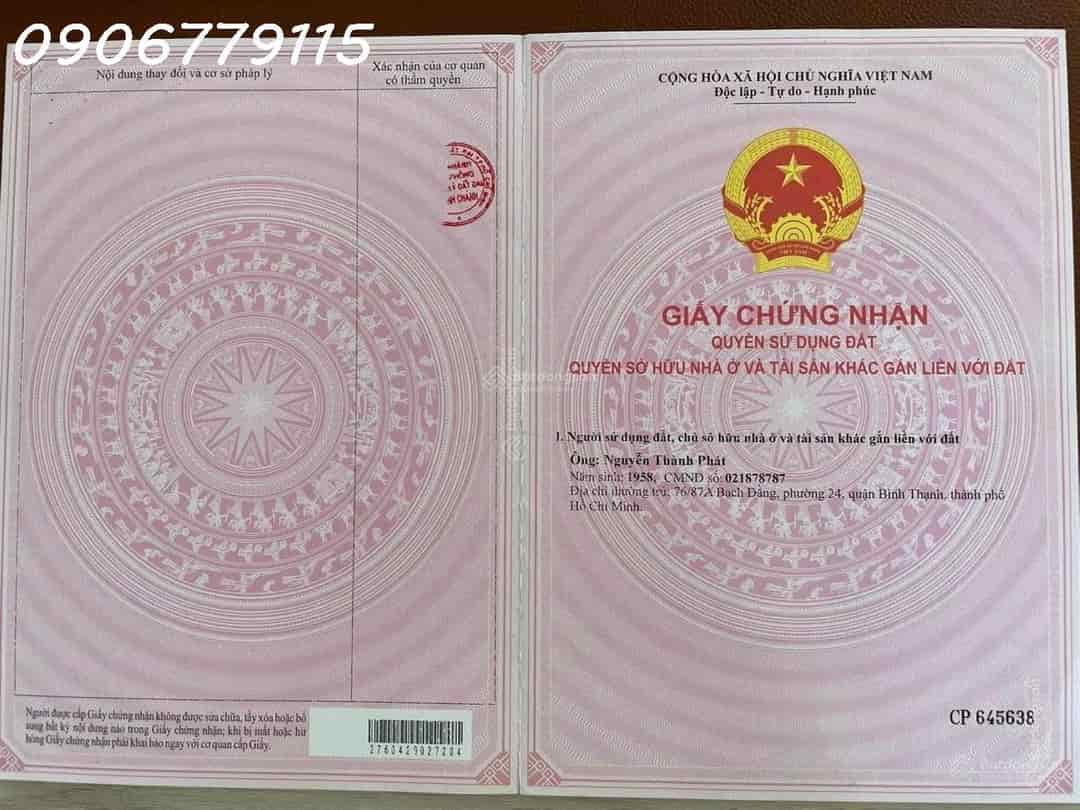 0906779115
Nội dung thay đổi và cơ sở pháp lý
Xác nhận của cơ quan
có thẩm quyền
Người được cấp Giấy chứng nhận không được sửa chữa, tẩy xóa hoặc bổ
sung bất kỳ nội dung nào trong Giấy chứng nhận; khi bị mất hoặc hư
hỏng Giấy chứng nhận phải khai báo ngay với cơ quan cấp Giấy.
2760429027204
CỘNG HÒA XÃ HỘI CHỦ NGHĨA VIỆT NAM
Độc lập - Tự do - Hạnh phúc
GIẤY CHỨNG NHẬN
QUYỀN SỬ DỤNG ĐẤT
QUYỀN SỞ HỮU NHÀ Ở VÀ TÀI SẢN KHÁC GẮN LIỀN VỚI ĐẤT
I. Người sử dụng đất, chủ sở hữu nhà ở và tài sản khác gắn liền với đất
Ông: Nguyễn Thành Phát
Năm sinh: 1958, CMND số: 021878787
Địa chỉ thường trú: 76/87A Bạch Đằng, phường 24, quận Bình Thạnh, thành phố
Hồ Chí Minh.
CP 645638